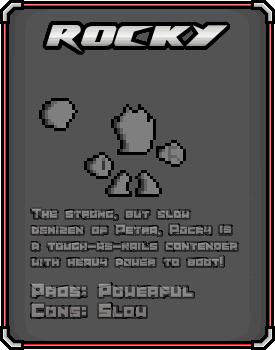 ROCKY
The strong, but slow
denizen of Petra, Rocky is
a tough-as-nails contender
with heavy power to boot!
Pros: Powerful
Cons: Slow